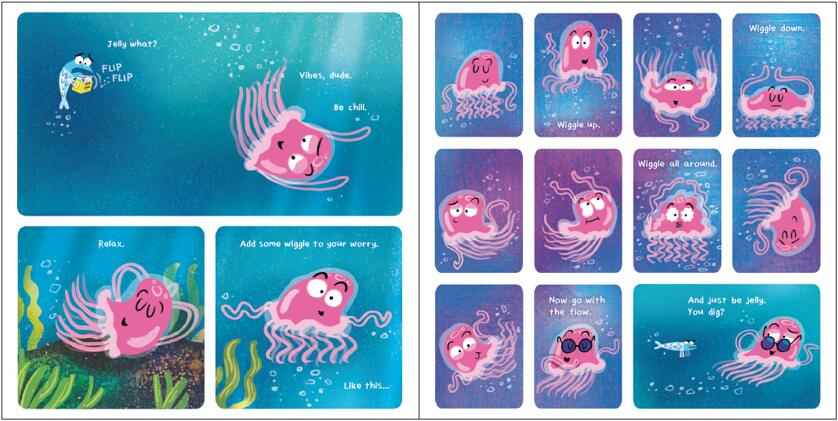 Jelly what?
FLIP
FLIP
Vibes, dude.
Be chill.
Relax.
Add some wiggle to your worry.
Like this...
Wiggle up.
Wiggle down.
Wiggle all around.
Now go with
the flow.
And just be jelly.
You dig?